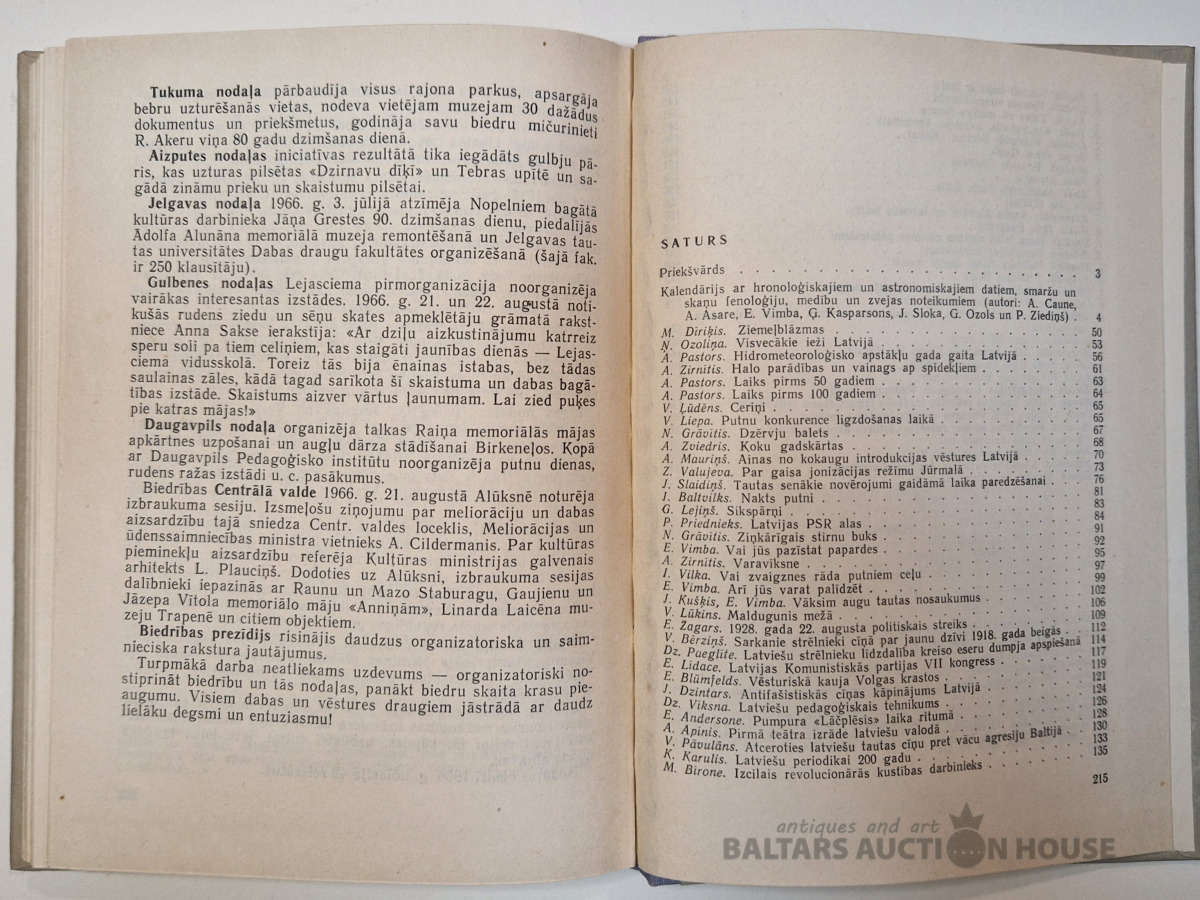 Tukuma nodaļa pārbaudīja visus rajona parkus, apsargāja
bebru uzturēšanās vietas, nodeva vietējam muzejam 30 dažādus
dokumentus un priekšmetus, godināja savu biedru mičurinieti
R. Akeru viņa 80 gadu dzimšanas dienā.
Aizputes nodaļas iniciatīvas rezultātā tika iegādāts gulbju pā-
ris, kas uzturas pilsētas «Dzirnavu dīķī» un Tebras upītē un sa-
gādā zināmu prieku un skaistumu pilsētai.
Jelgavas nodaļa 1966. g. 3. jūlijā atzīmēja Nopelniem bagātā
kultūras darbinieka Jāņa Grestes 90. dzimšanas dienu, piedalījās
Ādolfa Alunāna memoriālā muzeja remontēšanā un Jelgavas tau-
tas universitātes Dabas draugu fakultātes organizēšanā (šajā fak.
ir 250 klausītāju).
Gulbenes nodaļas Lejasciema pirmorganizācija noorganizēja
vairākas interesantas izstādes. 1966. g. 21. un 22. augustā noti-
kušās rudens ziedu un sēņu skates apmeklētāju grāmatā rakst-
niece Anna Sakse ierakstīja: «Ar dziļu aizkustinājumu katrreiz
speru soli pa tiem celiņiem, kas staigāti jaunības dienās — Lejas-
ciema vidusskolā. Toreiz tās bija ēnainas istabas, bez tādas
saulainas zāles, kādā tagad sarīkota šī skaistuma un dabas bagā-
tības izstāde. Skaistums aizver vārtus ļaunumam. Lai zied puķes
pie katras mājas!»
Daugavpils nodaļa organizēja talkas Raiņa memoriālās mājas
apkārtnes uzpošanai un augļu dārza stādīšanai Birkeneļos. Kopā
ar Daugavpils Pedagoģisko institūtu noorganizēja putnu dienas,
rudens ražas izstādi u. c. pasākumus.
Biedrības Centrālā valde 1966. g. 21. augustā Alūksnē noturēja
izbraukuma sesiju. Izsmeļošu ziņojumu par meliorāciju un dabas
aizsardzību tajā sniedza Centr. valdes loceklis, Meliorācijas un
ūdenssaimniecības ministra vietnieks A. Cildermanis. Par kultūras
pieminekļu aizsardzību referēja Kultūras ministrijas galvenais
arhitekts L. Plauciņš. Dodoties uz Alūksni, izbraukuma sesijas
dalībnieki iepazinās ar Raunu un Mazo Staburagu, Gaujienu un
Jāzepa Vītola memoriālo māju «Anniņām», Linarda Laicēna mu-
zeju Trapenē un citiem objektiem.
Biedrības prezīdijs risinājis daudzus organizatoriska un saim-
nieciska rakstura jautājumus.
Turpmākā darba neatliekams uzdevums — organizatoriski no-
stiprināt biedrību un tās nodaļas, panākt biedru skaita krasu pie-
augumu. Visiem dabas un vēstures draugiem jāstrādā ar daudz
lielāku degsmi un entuziasmu!
SATURS
Priekšvārds . . . 3
Kalendārijs ar hronoloģiskajiem un astronomiskajiem datiem, smaržu un
skaņu fenoloģiju, medību un zvejas noteikumiem (autori: A. Caune,
A. Asare, E. Vimba, Ģ. Kasparsons, J. Sloka, G. Ozols un P. Ziediņš) . 4
M. Diriķis. Ziemeļblāzmas . . . 50
Ņ. Ozoliņa. Visvecākie ieži Latvijā . . . 53
A. Pastors. Hidrometeoroloģisko apstākļu gada gaita Latvijā . . . 56
A. Zirnitis. Halo parādības un vainags ap spīdekļiem . . . 61
A. Pastors. Laiks pirms 50 gadiem . . . 63
A. Pastors. Laiks pirms 100 gadiem . . . 64
V. Lūdēns. Ceriņi . . . 65
V. Liepa. Putnu konkurence ligzdošanas laikā . . . 65
N. Grāvitis. Dzērvju balets . . . 67
A. Zviedris. Koku gadskārtas . . . 68
A. Mauriņš. Ainas no kokaugu introdukcijas vēstures Latvijā . . . 70
Z. Valujeva. Par gaisa jonizācijas režīmu Jūrmalā . . . 73
J. Slaidiņš. Tautas senākie novērojumi gaidāmā laika paredzēšanai . . . 76
I. Baltvilks. Nakts putni . . . 81
G. Lejiņš. Sikspārņi . . . 83
P. Priednieks. Latvijas PSR alas . . . 84
N. Grāvitis. Ziņkārīgais stirnu buks . . . 91
E. Vimba. Vai jūs pazīstat papardes . . . 92
A. Zirnitis. Varavīksne . . . 95
I. Vilka. Vai zvaigznes rāda putniem ceļu . . . 97
E. Vimba. Arī jūs varat palīdzēt . . . 99
J. Kušķis, E. Vimba. Vāksim augu tautas nosaukumus . . . 102
V. Lūkins. Maldugunis mežā . . . 106
E. Žagars. 1928. gada 22. augusta politiskais streiks . . . 109
V. Bērziņš. Sarkanie strēlnieki cīņā par jaunu dzīvi 1918. gada beigās . . 112
Dz. Paeglīte. Latviešu strēlnieku līdzdalība kreiso eseru dumpja apspiešanā 114
E. Lidace. Latvijas Komunistiskās partijas VII kongress . . . 117
E. Blūmfelds. Vēsturiskā kauja Volgas krastos . . . 119
J. Dzintars. Antifašistiskās cīņas kāpinājums Latvijā . . . 121
Dz. Viksna. Latviešu pedagoģiskais tehnikums . . . 124
E. Andersone. Pumpura «Lāčplēsis» laika ritumā . . . 126
A. Apinis. Pirmā teātra izrāde latviešu valodā . . . 128
V. Pāvulāns. Atceroties latviešu tautas cīņu pret vācu agresiju Baltijā . . 130
K. Karulis. Latviešu periodikai 200 gadu . . . 133
M. Birone. Izcilais revolucionārās kustības darbinieks . . . 135
215
antiques and art
BALTARS AUCTION HOUSE